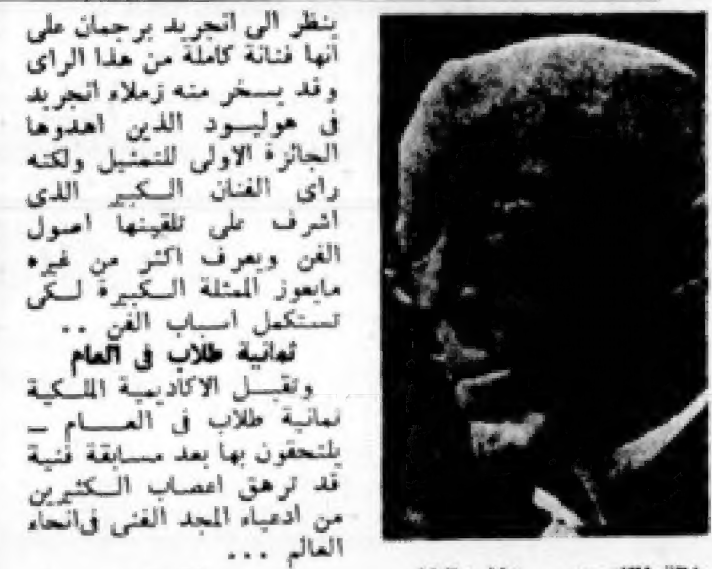 ينظر الى انجريد برجمان على
انها فنانة كاملة من هذا الراى
وقد يسخر منه زملاء انجريد
فى هوليود الذين اهدوها
الجائزة الاولى للتمثيل ولكنه
راى الفنان الكبير الذى
اشرف على تلقينها اصول
الفن ويعرف اكثر من غيره
مايعوز الممثلة الكبيرة لكى
تستكمل اسباب الفن ..
ثمانية طلاب فى العام
وتقبل الاكاديمية الملكية
ثمانية طلاب فى العام —
يلتحقون بها بعد مسابقة فنية
قد ترهق اعصاب الكثيرين
من ادعياء المجد الفنى فى انحاء
العالم ...